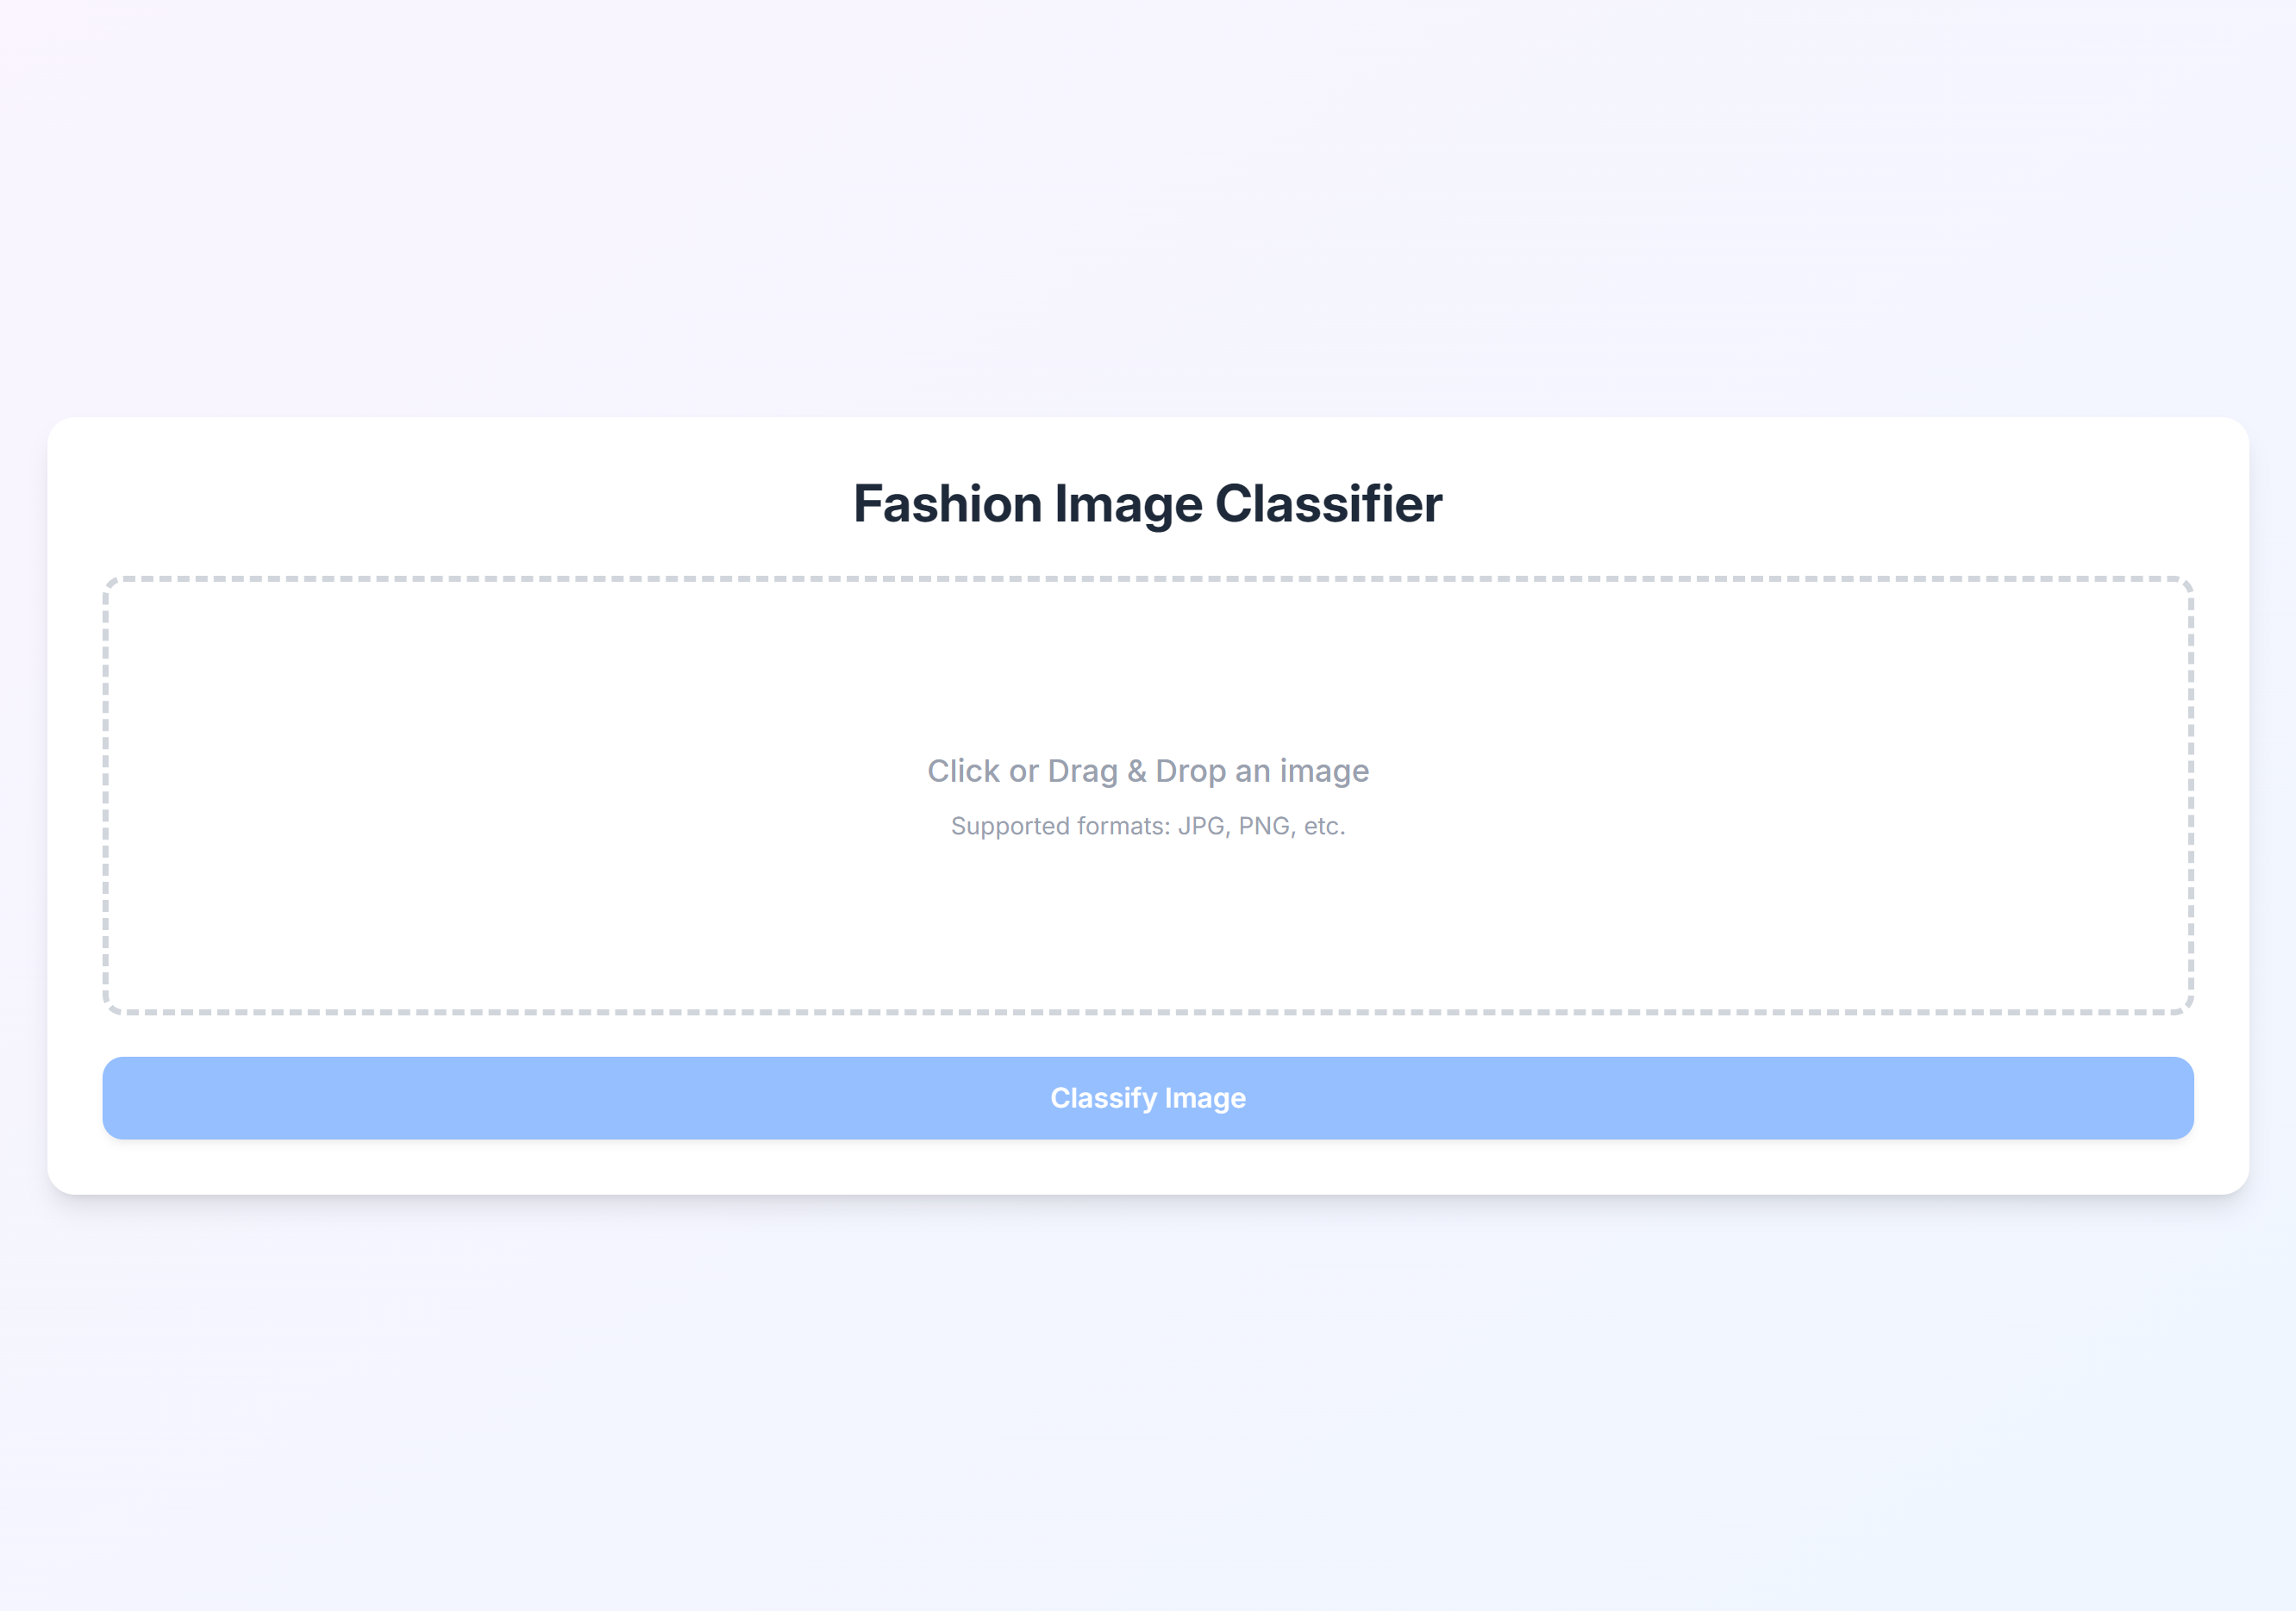 Fashion Image Classifier
Click or Drag & Drop an image
Supported formats: JPG, PNG, etc.
Classify Image